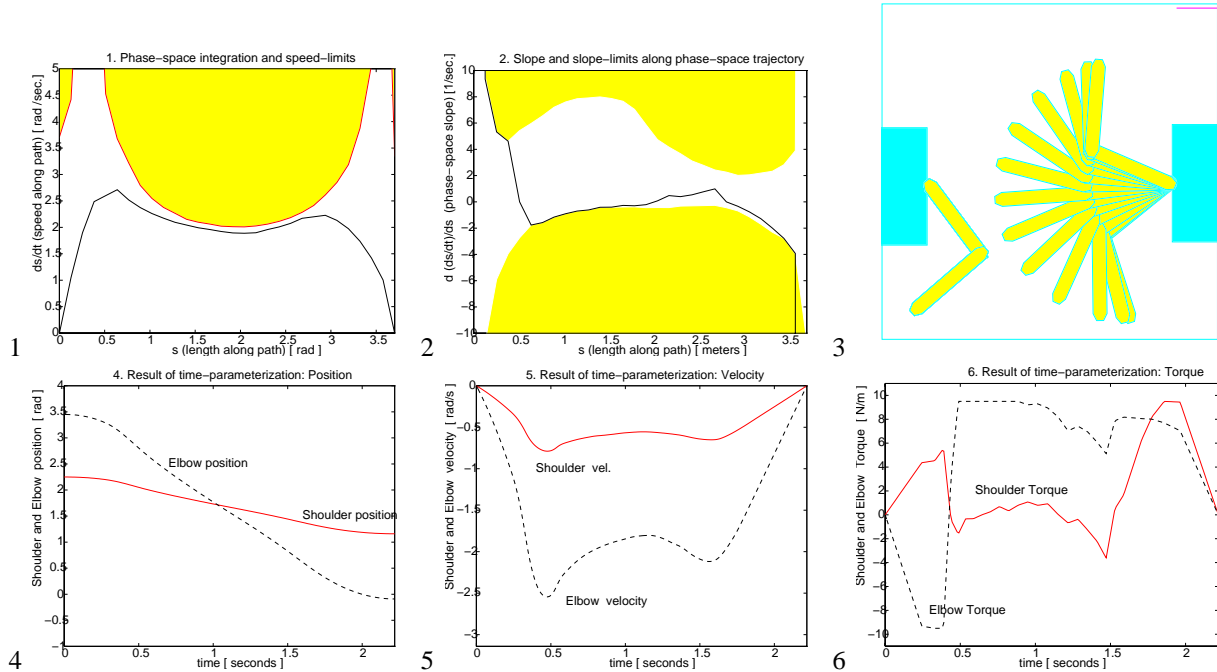 1. Phase−space integration and speed−limits
ds/dt (speed along path) [ rad /sec.]
5
4.5
4
3.5
3
2.5
2
1.5
1
0.5
0
0 0.5 1 1.5 2 2.5 3 3.5
s (length along path) [ rad ]
1
2. Slope and slope−limits along phase−space trajectory
d (ds/dt)/ds (phase−space slope) [1/sec.]
10
8
6
4
2
0
−2
−4
−6
−8
−10
0.5 1 1.5 2 2.5 3 3.5
s (length along path) [ meters ]
2
3
4. Result of time−parameterization: Position
Shoulder and Elbow position [ rad]
4
3.5
3
2.5
2
1.5
1
0
−0.5
−1
Elbow position
Shoulder position
0 0.5 1 1.5 2
time [ seconds ]
4
5. Result of time−parameterization: Velocity
Shoulder and Elbow velocity [ rad/s]
0
−0.5
−1
−1.5
−2
−2.5
−3
Shoulder vel.
Elbow velocity
0 0.5 1 1.5 2
time [ seconds ]
5
6. Result of time−parameterization: Torque
Shoulder and Elbow Torque [ N/m]
10
8
6
4
2
0
−2
−4
−6
−8
−10
Shoulder Torque
Elbow Torque
0 0.5 1 1.5 2
time [ seconds ]
6